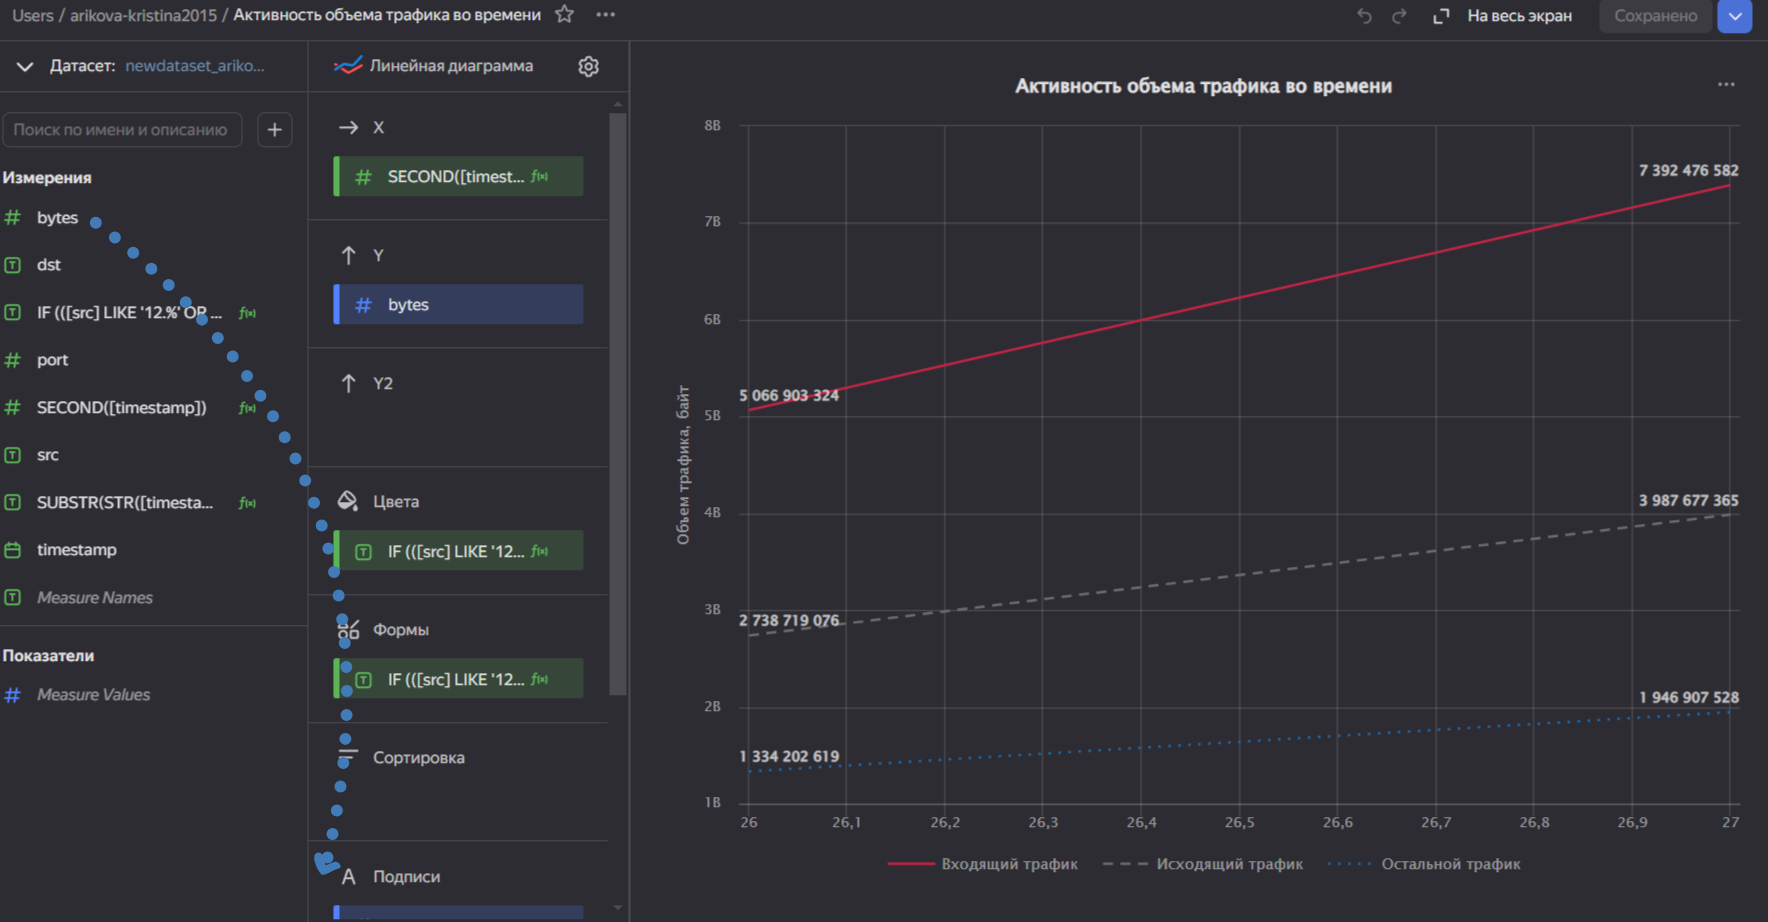 Users / arikova-kristina2015 / Активность объема трафика во времени
На весь экран
Сохранено
Датасет: newdataset_ariko...
Поиск по имени и описанию
+
Измерения
# bytes
T dst
T IF (([src] LIKE '12.%' OR ... f(x)
# port
# SECOND([timestamp]) f(x)
T src
T SUBSTR(STR([timesta... f(x)
timestamp
T Measure Names
Показатели
# Measure Values
Линейная диаграмма
X
# SECOND([timest... f(x)
Y
# bytes
Y2
Цвета
T IF (([src] LIKE '12... f(x)
Формы
T IF (([src] LIKE '12... f(x)
Сортировка
A Подписи
Активность объема трафика во времени
Объем трафика, байт
8B
7B
6B
5B
4B
3B
2B
1B
7 392 476 582
5 066 903 324
3 987 677 365
2 738 719 076
1 946 907 528
1 334 202 619
26 26,1 26,2 26,3 26,4 26,5 26,6 26,7 26,8 26,9 27
Входящий трафик Исходящий трафик Остальной трафик